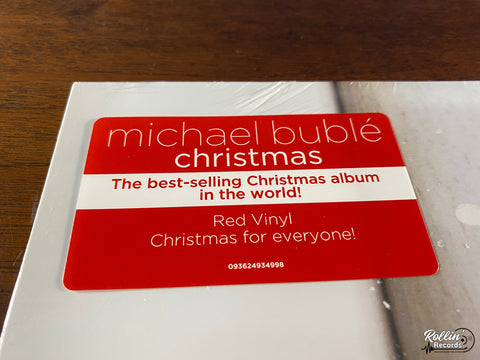 michael bublé
christmas
The best-selling Christmas album
in the world!
Red Vinyl
Christmas for everyone!
093624934998
Rollin'
Records